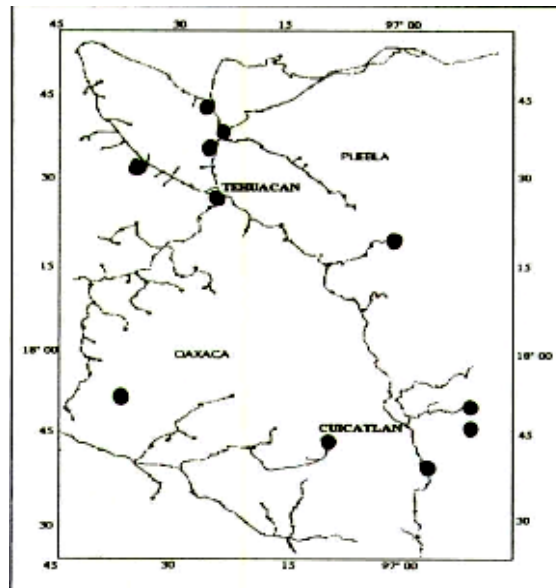 45 30 15 97° 00
45 45
PUEBLA
30 TEHUACAN 30
15 15
18° 00 OAXACA 18° 00
45 CUICATLAN 45
30 30
45 30 15 97° 00